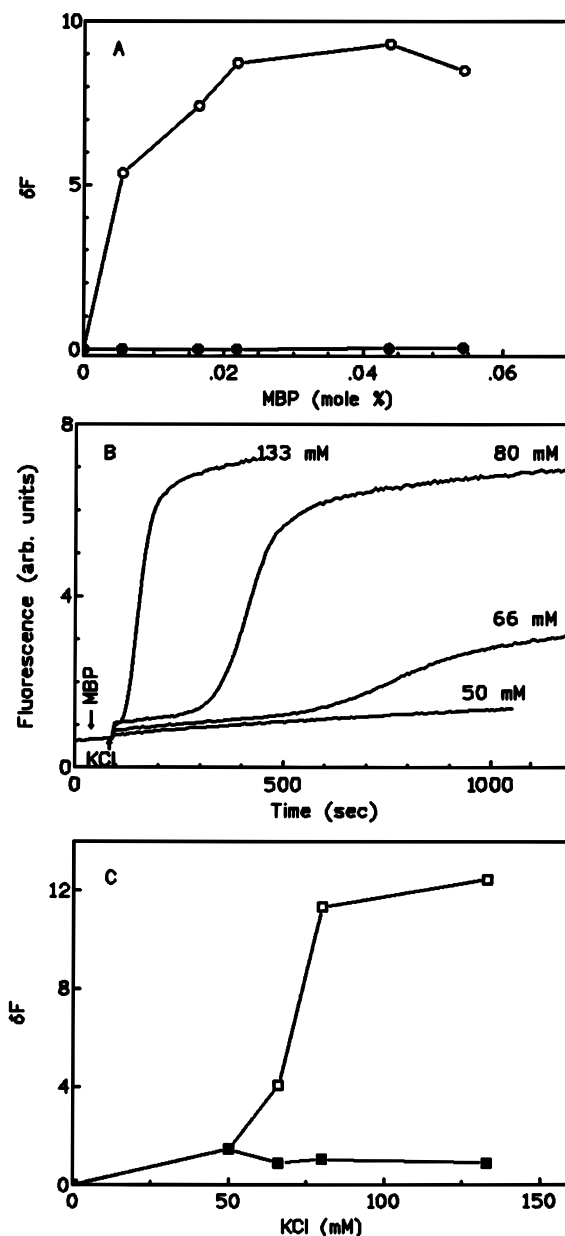 10
A
5
δF
0
0 .02 .04 .06
MBP (mole %)
8
B
133 mM
80 mM
4
Fluorescence (arb. units)
66 mM
50 mM
MBP
KCl
0
0 500 1000
Time (sec)
12
C
8
δF
4
0
0 50 100 150
KCl (mM)